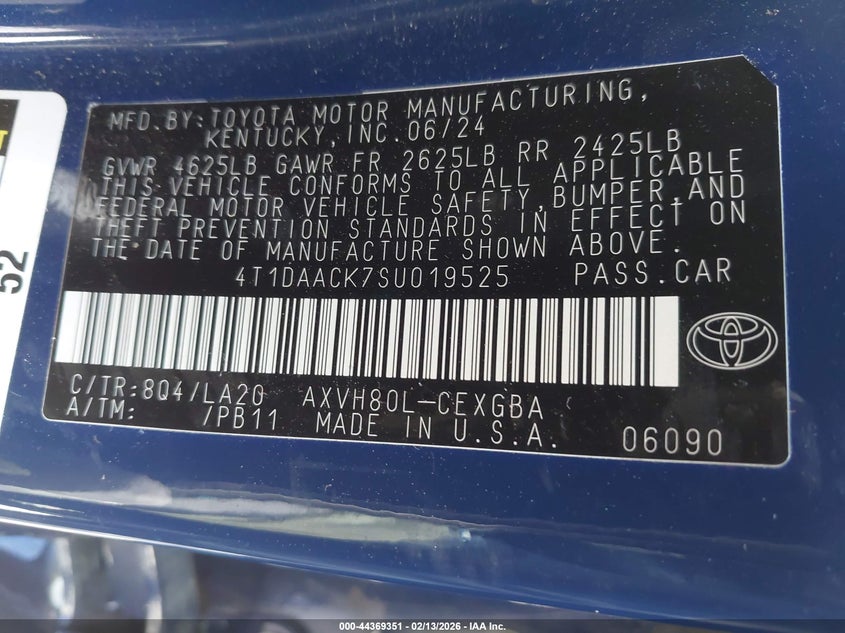 MFD.BY:TOYOTA MOTOR MANUFACTURING,
KENTUCKY,INC.06/24
GVWR 4625LB GAWR FR 2625LB RR 2425LB
THIS VEHICLE CONFORMS TO ALL APPLICABLE
FEDERAL MOTOR VEHICLE SAFETY,BUMPER,AND
THEFT PREVENTION STANDARDS IN EFFECT ON
THE DATE OF MANUFACTURE SHOWN ABOVE.
4T1DAACK7SU019525 PASS.CAR
C/TR:8Q4/LA20 AXVH80L-CEXGBA
A/TM: /PB11 MADE IN U.S.A. 06090
52
000-44369351 - 02/13/2026 - IAA Inc.